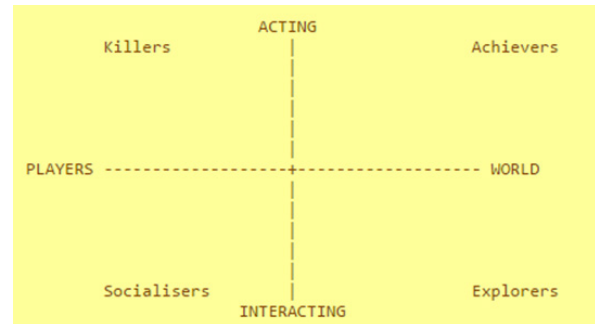 ACTING
Killers Achievers
PLAYERS WORLD
Socialisers Explorers
INTERACTING